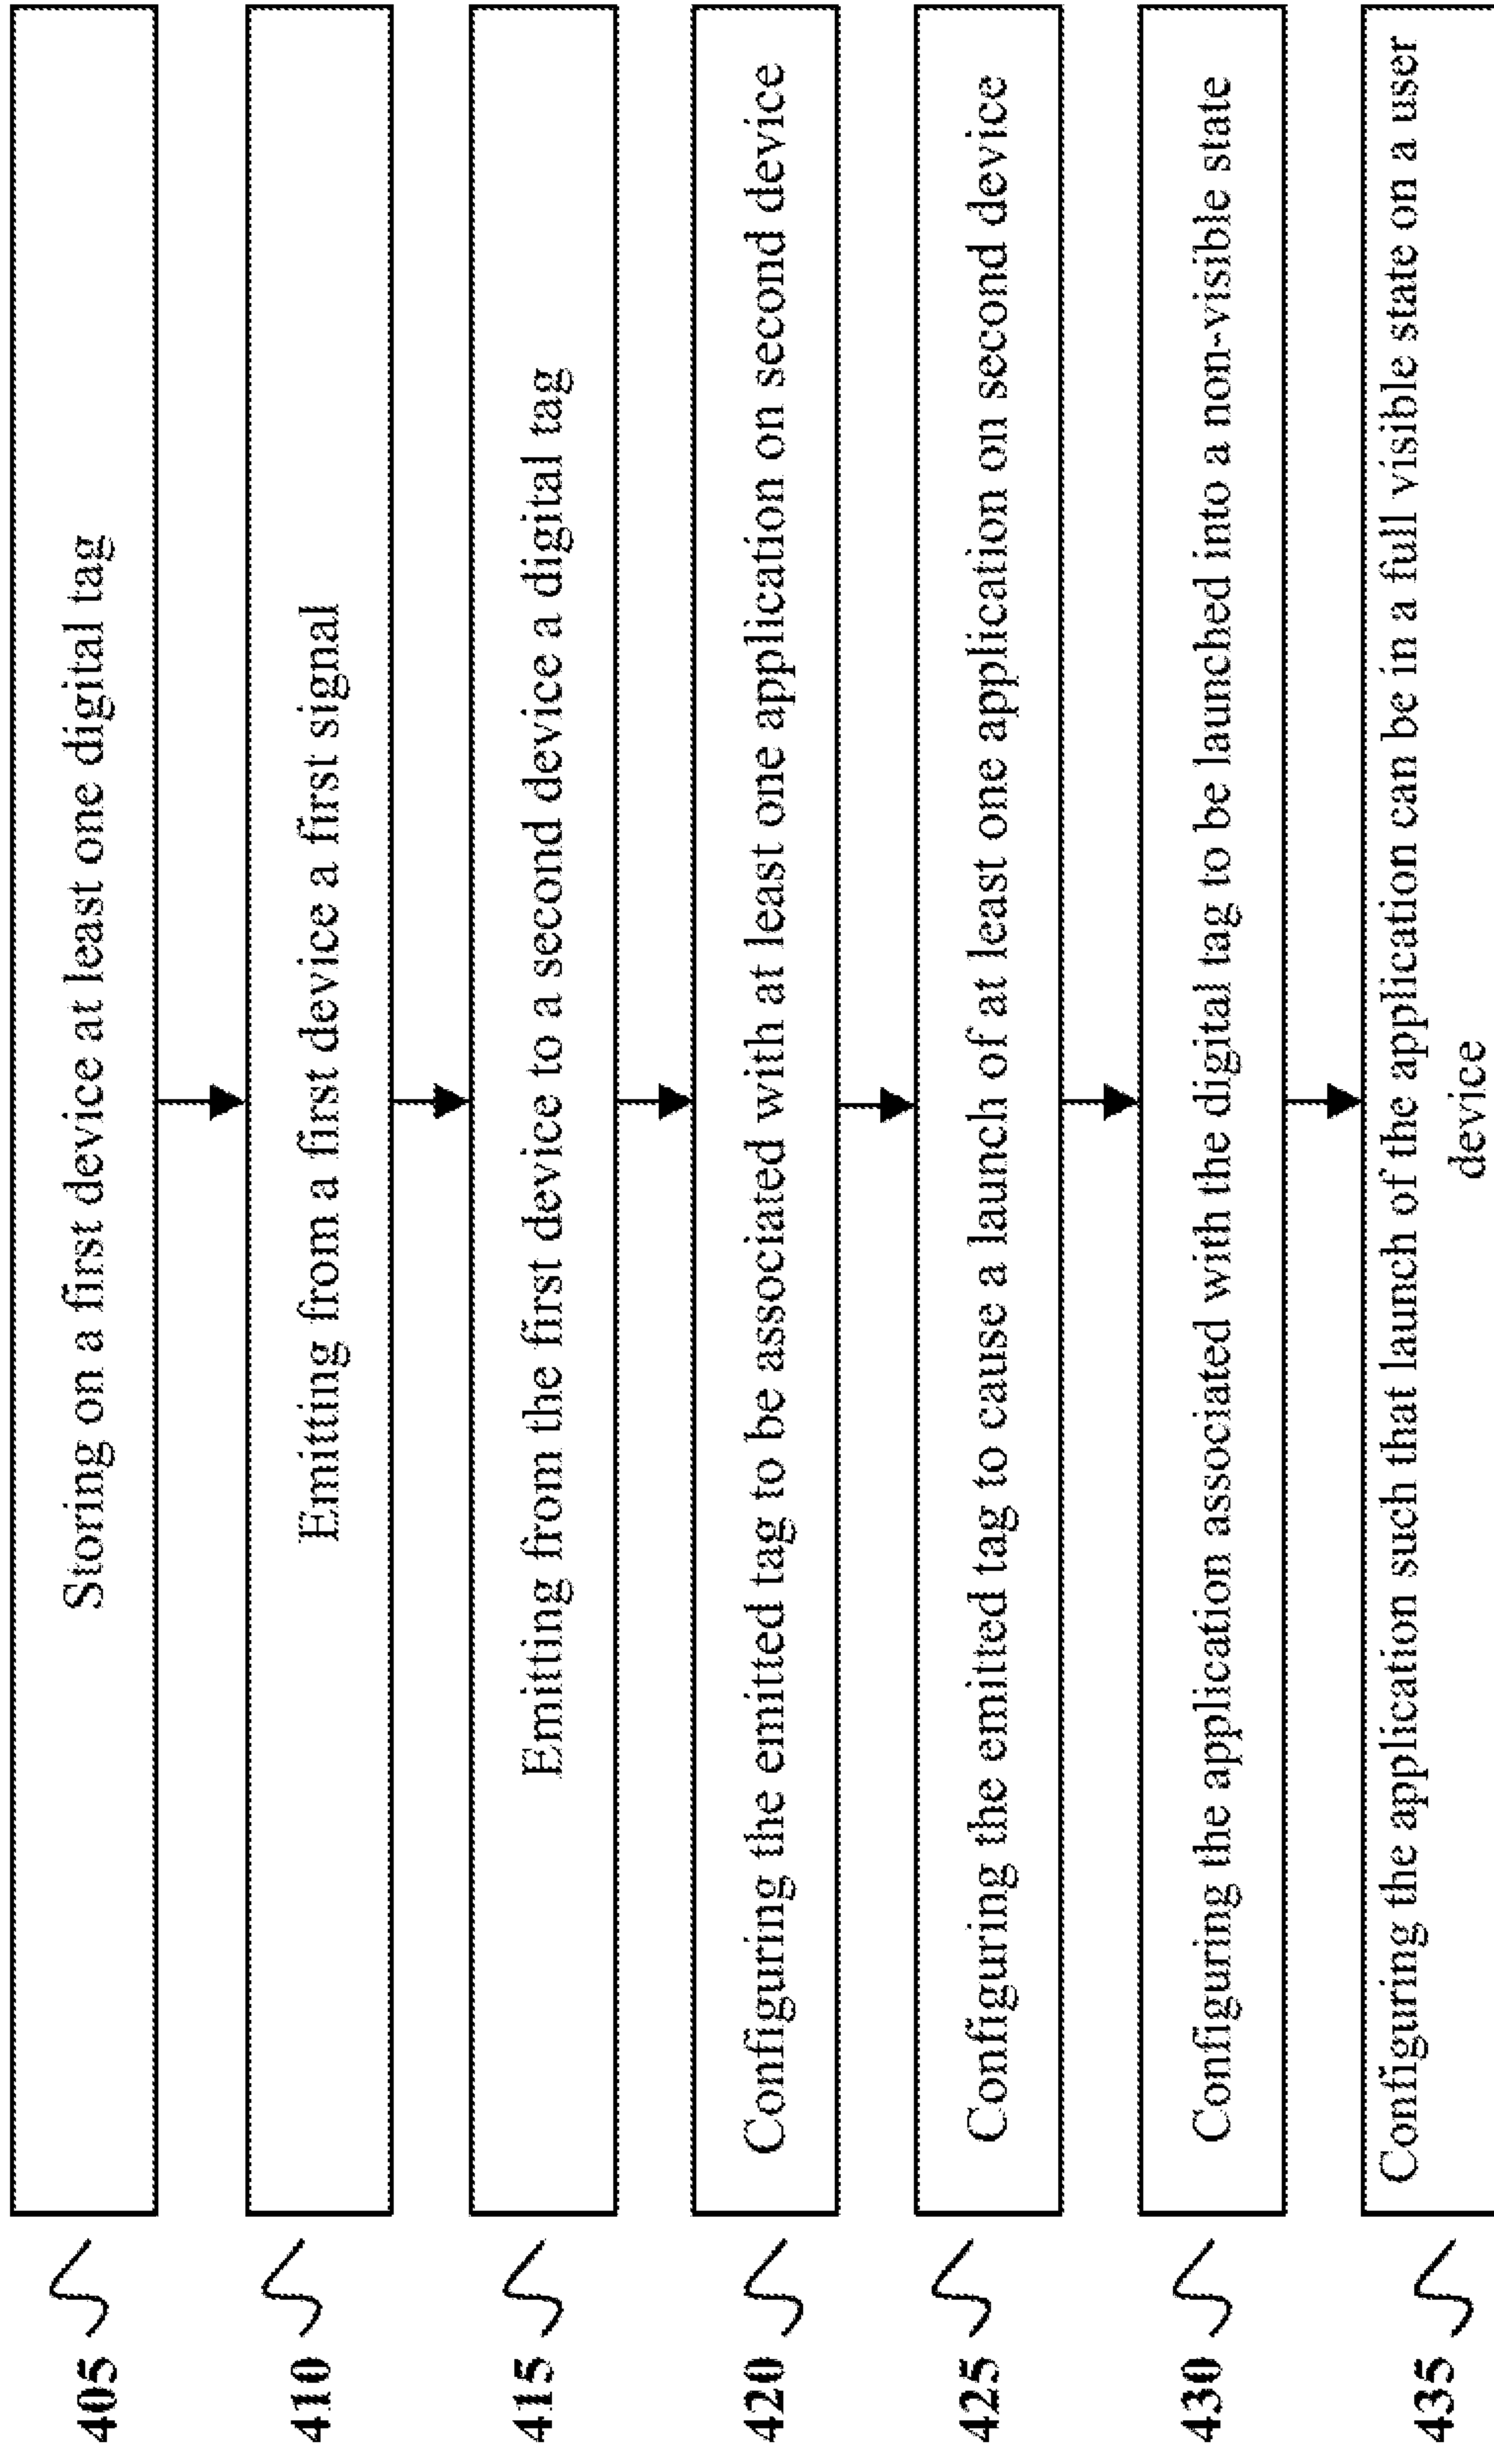 405 Storing on a first device at least one digital tag
410 Emitting from a first device a first signal
415 Emitting from the first device to a second device a digital tag
420 Configuring the emitted tag to be associated with at least one application on second device
425 Configuring the emitted tag to cause a launch of at least one application on second device
430 Configuring the application associated with the digital tag to be launched into a non-visible state
435 Configuring the application such that launch of the application can be in a full visible state on a user
device